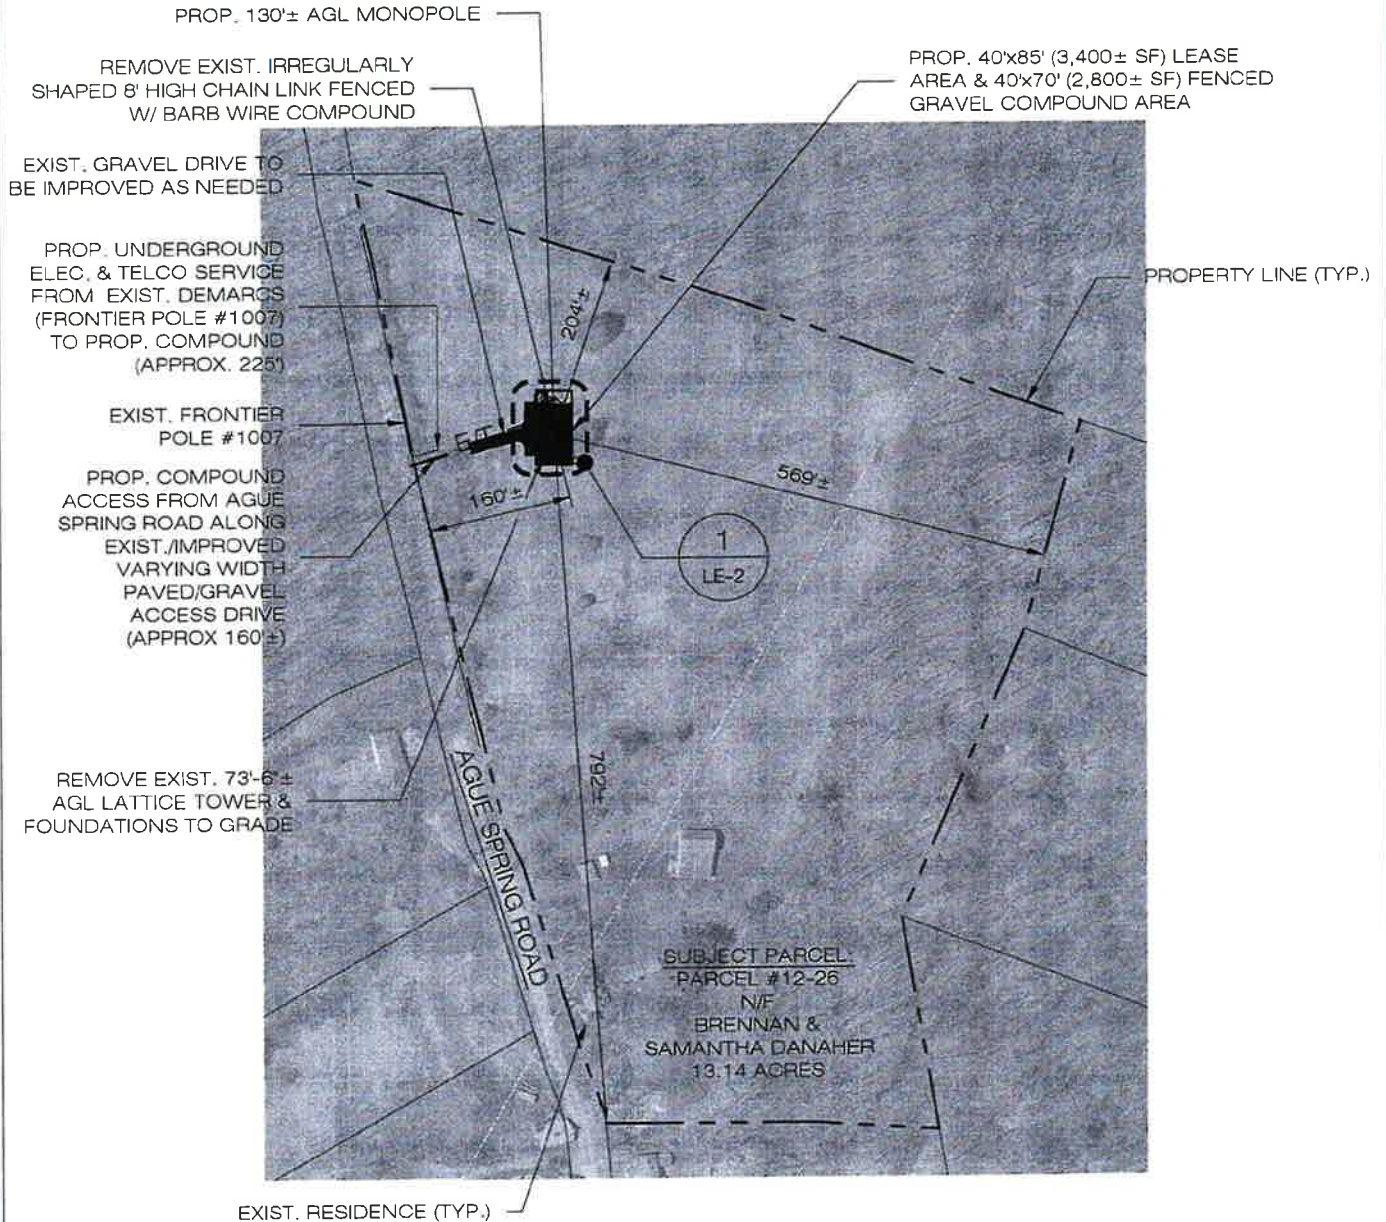 PROP. 130'± AGL MONOPOLE
REMOVE EXIST. IRREGULARLY
SHAPED 8' HIGH CHAIN LINK FENCED
W/ BARB WIRE COMPOUND
PROP. 40'x85' (3,400± SF) LEASE
AREA & 40'x70' (2,800± SF) FENCED
GRAVEL COMPOUND AREA
EXIST. GRAVEL DRIVE TO
BE IMPROVED AS NEEDED
PROP. UNDERGROUND
ELEC. & TELCO SERVICE
FROM EXIST. DEMARCS
(FRONTIER POLE #1007)
TO PROP. COMPOUND
(APPROX. 225')
PROPERTY LINE (TYP.)
204'±
EXIST. FRONTIER
POLE #1007
E/T
PROP. COMPOUND
ACCESS FROM AGUE
SPRING ROAD ALONG
EXIST./IMPROVED
VARYING WIDTH
PAVED/GRAVEL
ACCESS DRIVE
(APPROX 160'±)
160'±
569'±
1
LE-2
792'±
REMOVE EXIST. 73'-6"±
AGL LATTICE TOWER &
FOUNDATIONS TO GRADE
AGUE SPRING ROAD
SUBJECT PARCEL:
PARCEL #12-26
N/F
BRENNAN &
SAMANTHA DANAHER
13.14 ACRES
EXIST. RESIDENCE (TYP.)